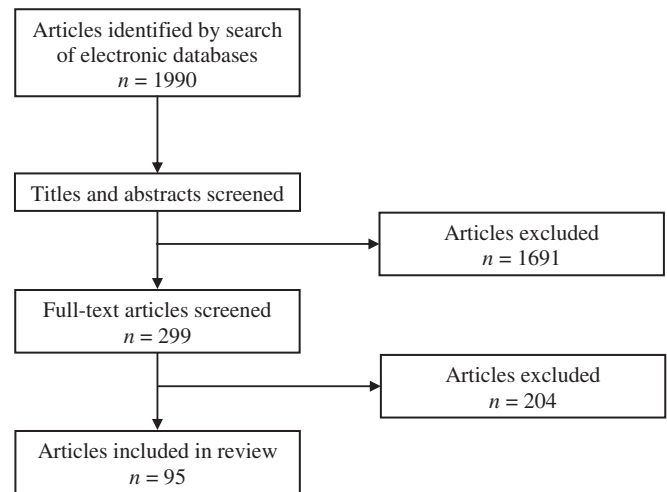 Articles identified by search
of electronic databases
n = 1990
Titles and abstracts screened
Articles excluded
n = 1691
Full-text articles screened
n = 299
Articles excluded
n = 204
Articles included in review
n = 95